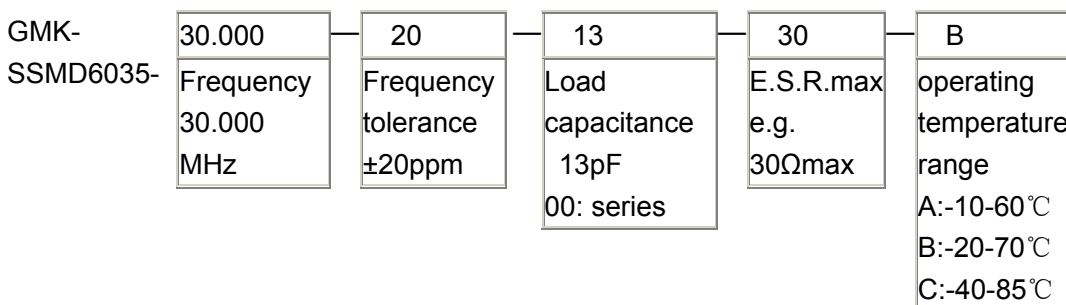 GMK-
SSMD6035-
30.000 — 20 — 13 — 30 — B
Frequency
30.000
MHz
Frequency
tolerance
±20ppm
Load
capacitance
13pF
00: series
E.S.R.max
e.g.
30Ωmax
operating
temperature
range
A:-10-60℃
B:-20-70℃
C:-40-85℃